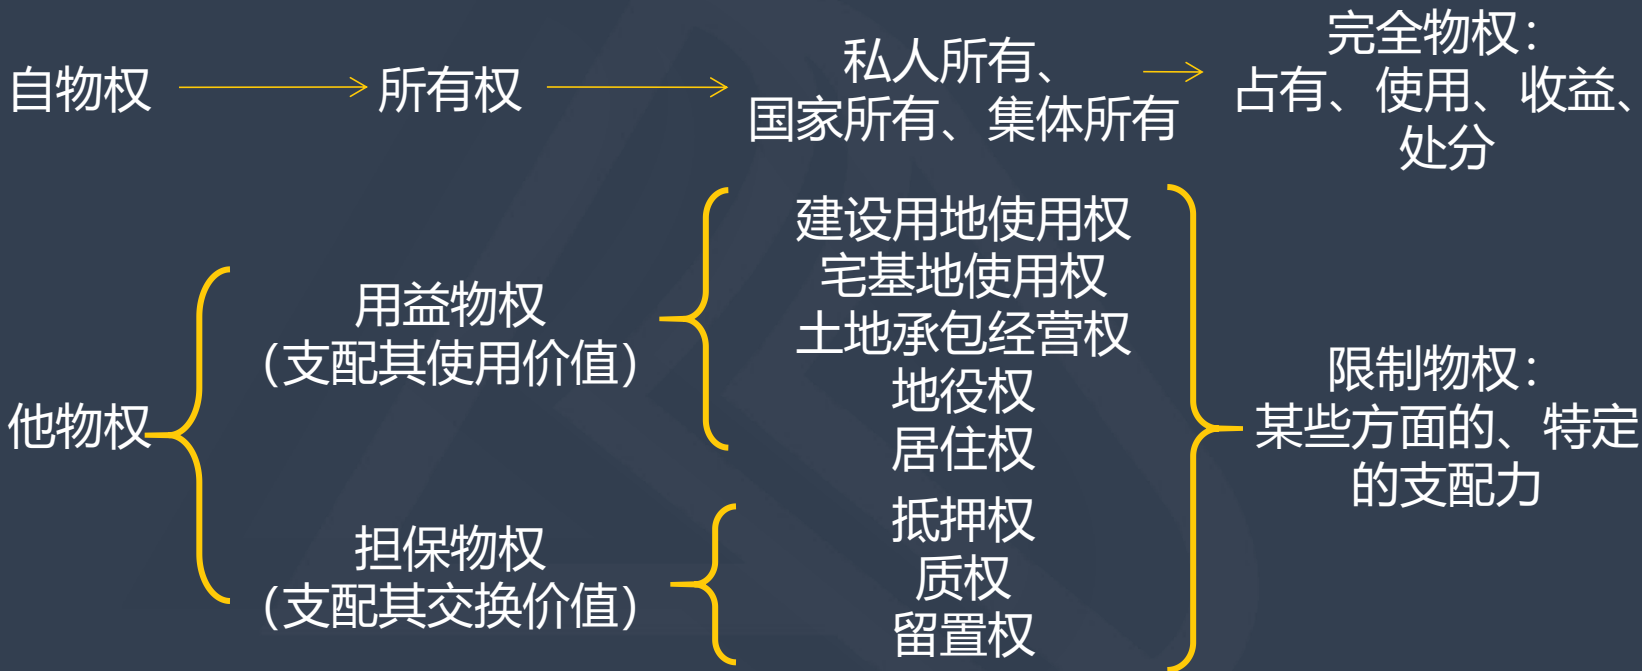 自物权
所有权
私人所有、
国家所有、集体所有
完全物权：
占有、使用、收益、
处分
他物权
用益物权
（支配其使用价值）
建设用地使用权
宅基地使用权
土地承包经营权
地役权
居住权
担保物权
（支配其交换价值）
抵押权
质权
留置权
限制物权：
某些方面的、特定
的支配力